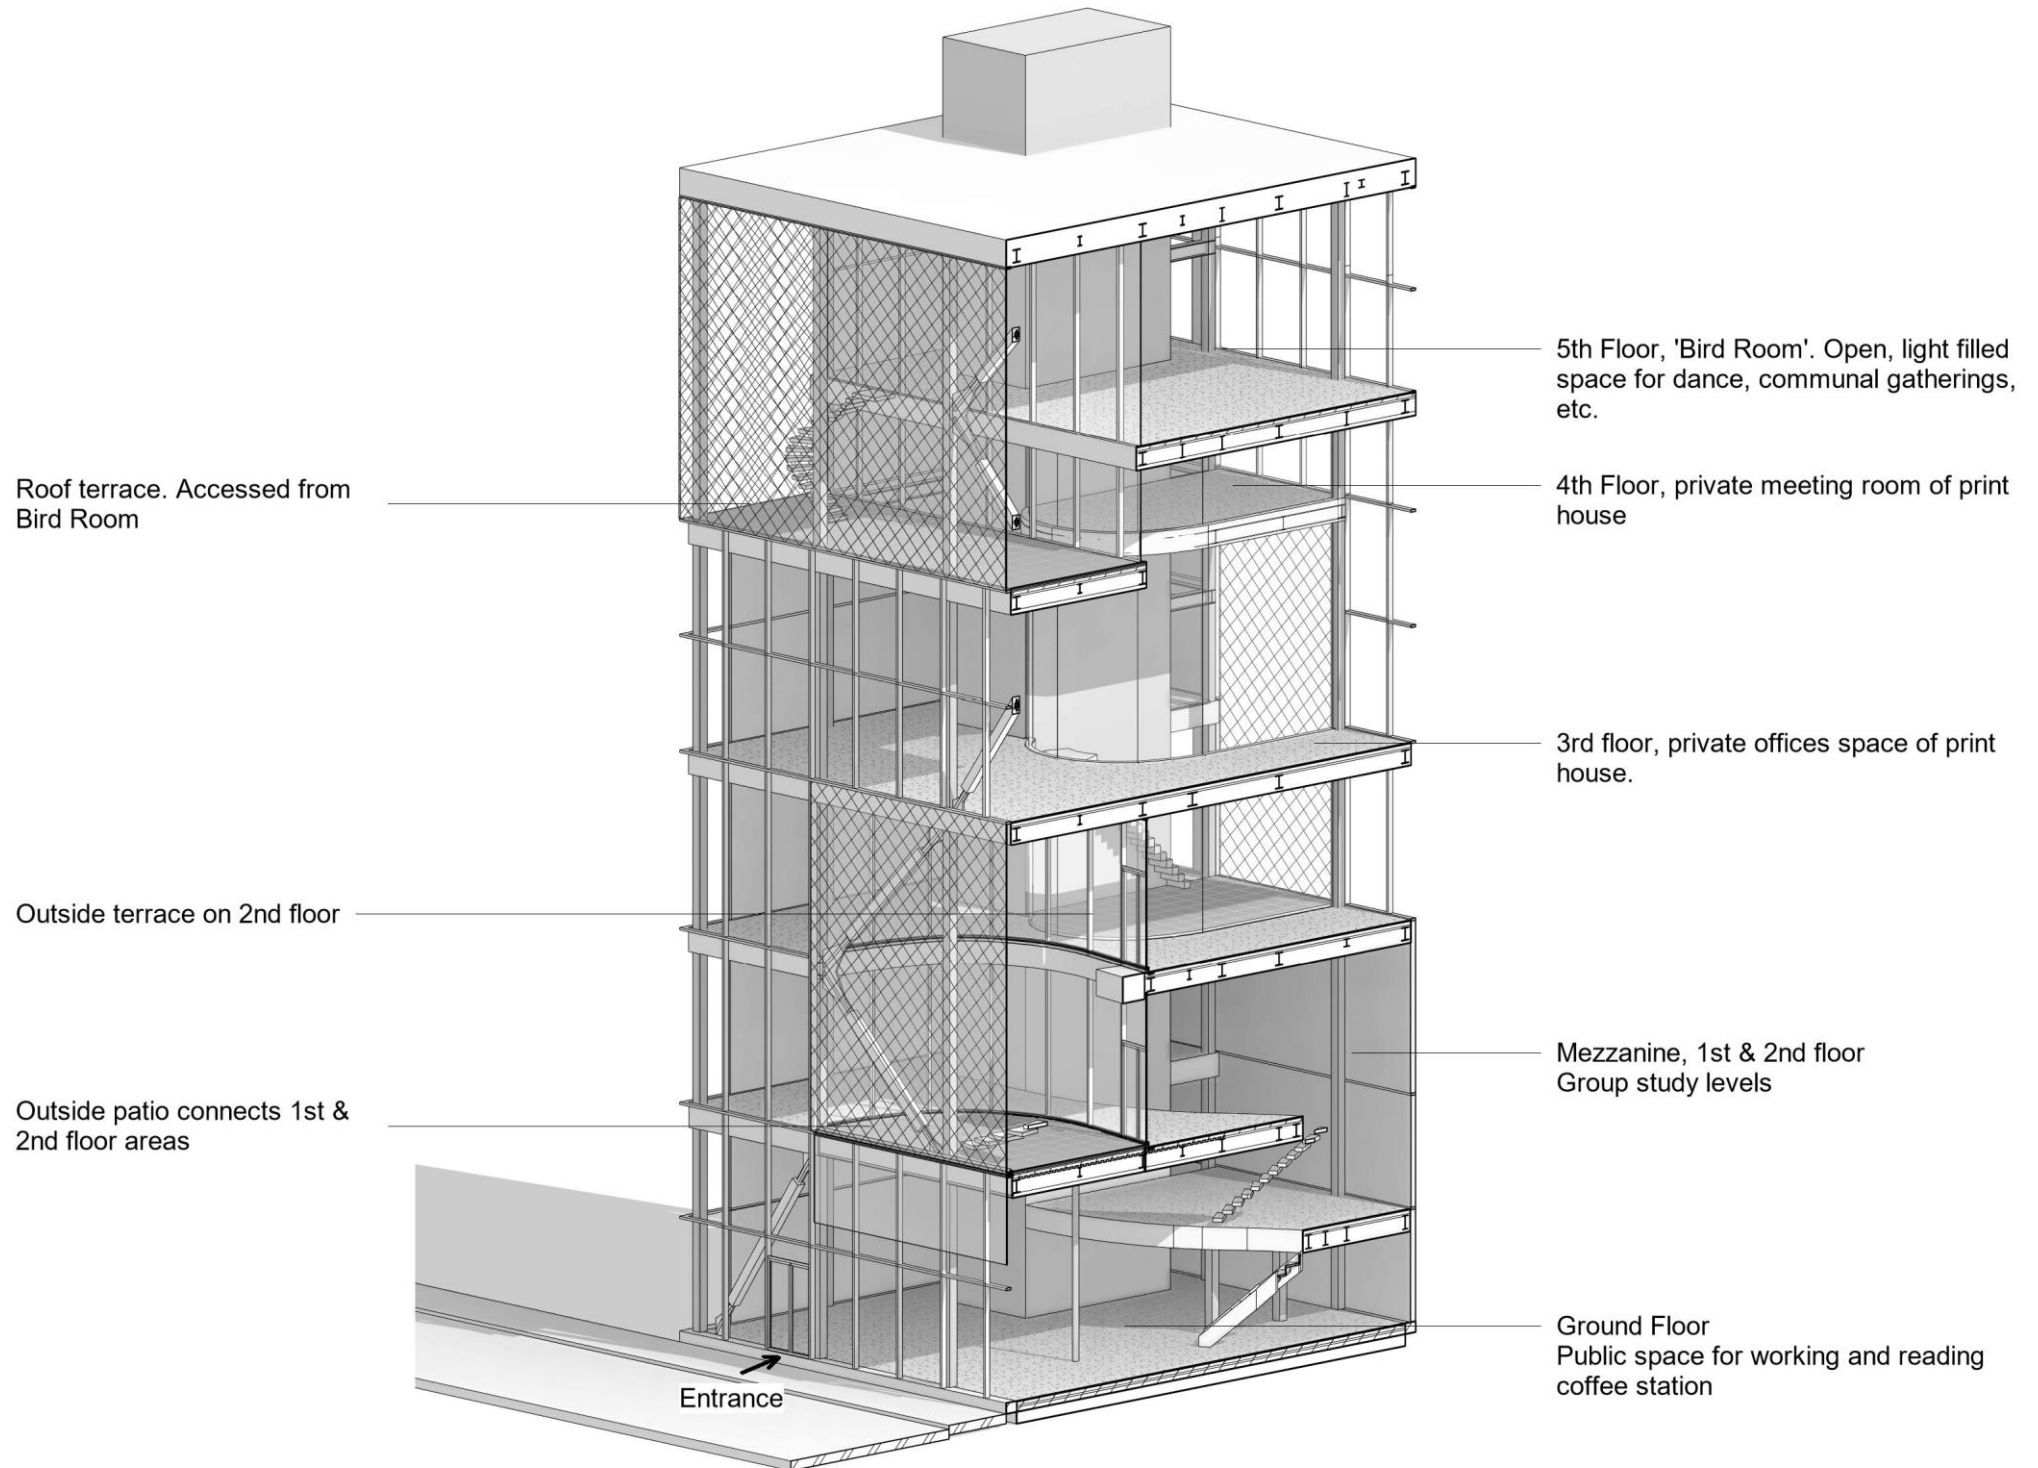 Roof terrace. Accessed from
Bird Room
Outside terrace on 2nd floor
Outside patio connects 1st &
2nd floor areas
Entrance
5th Floor, 'Bird Room'. Open, light filled
space for dance, communal gatherings,
etc.
4th Floor, private meeting room of print
house
3rd floor, private offices space of print
house.
Mezzanine, 1st & 2nd floor
Group study levels
Ground Floor
Public space for working and reading
coffee station